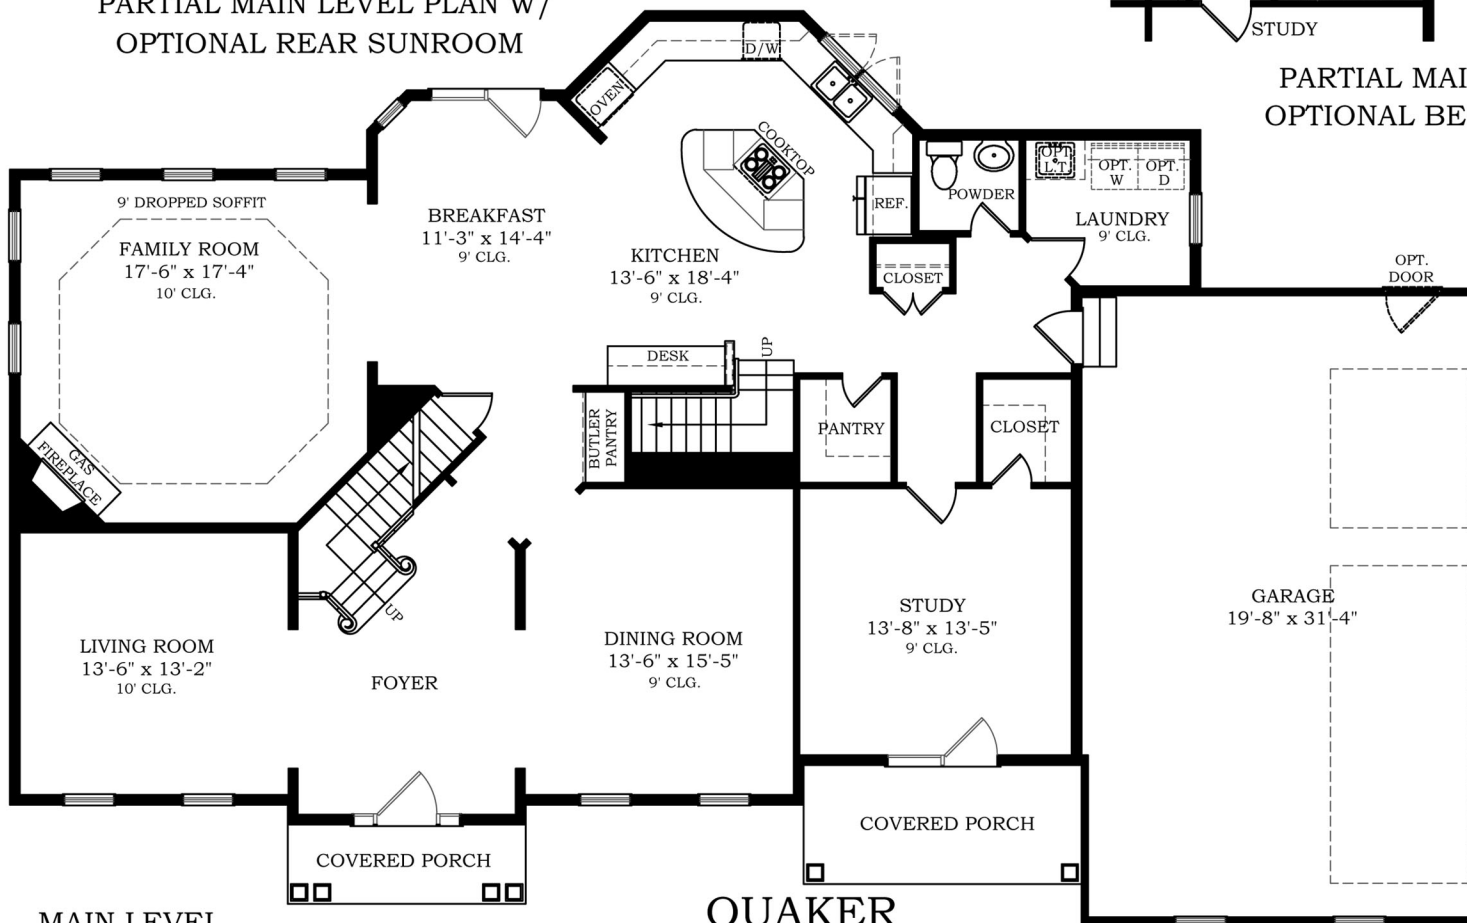 PARTIAL MAIN LEVEL PLAN W/
OPTIONAL REAR SUNROOM
STUDY
PARTIAL MAI
OPTIONAL BE
D/W
OVEN
COOKTOP
OPT
L.T
OPT.
W
OPT.
D
POWDER
REF.
LAUNDRY
9' CLG.
9' DROPPED SOFFIT
FAMILY ROOM
17'-6" x 17'-4"
10' CLG.
BREAKFAST
11'-3" x 14'-4"
9' CLG.
KITCHEN
13'-6" x 18'-4"
9' CLG.
CLOSET
OPT.
DOOR
DESK
UP
BUTLER
PANTRY
PANTRY
CLOSET
GAS
FIREPLACE
UP
LIVING ROOM
13'-6" x 13'-2"
10' CLG.
FOYER
DINING ROOM
13'-6" x 15'-5"
9' CLG.
STUDY
13'-8" x 13'-5"
9' CLG.
GARAGE
19'-8" x 31'-4"
COVERED PORCH
COVERED PORCH
MAIN LEVEL
QUAKER